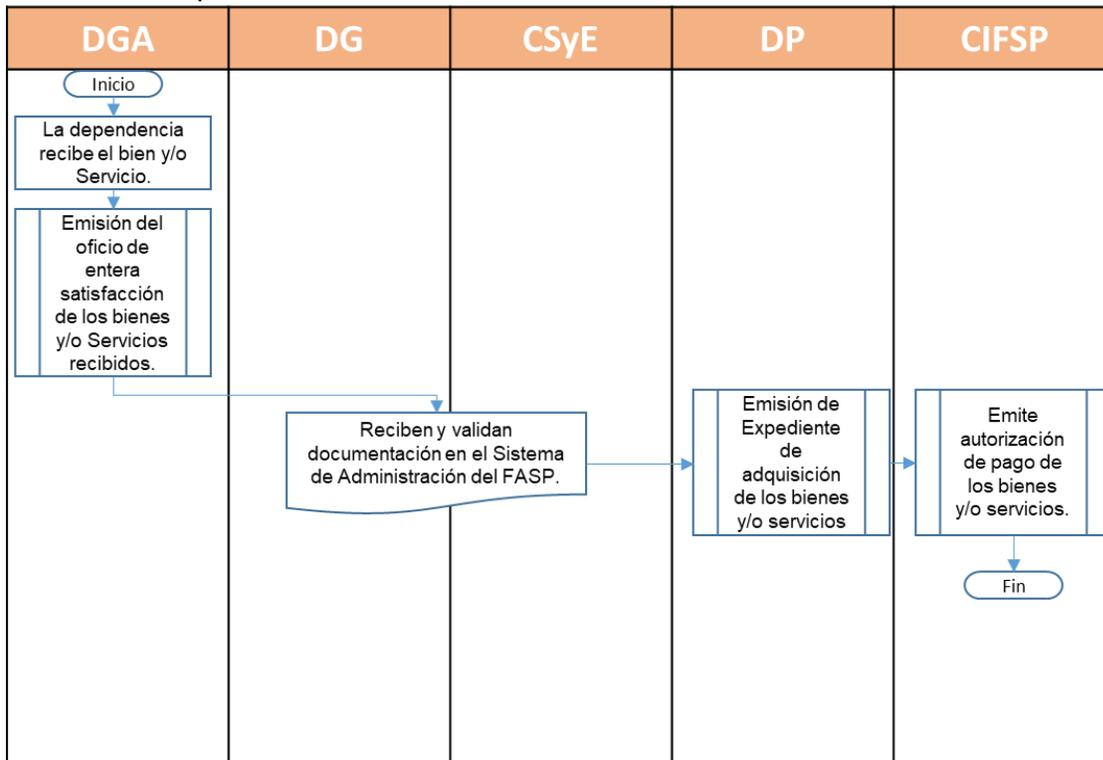 DGA DG CSyE DP CIFSP
Inicio
La dependencia
recibe el bien y/o
Servicio.
Emisión del
oficio de
entera
satisfacción
de los bienes
y/o Servicios
recibidos.
Reciben y validan
documentación en el Sistema
de Administración del FASP.
Emisión de
Expediente
de
adquisición
de los bienes
y/o servicios
Emite
autorización
de pago de
los bienes
y/o servicios.
Fin